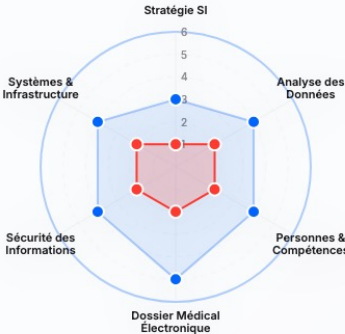 Stratégie SI
6
5
4
3
2
1
Analyse des
Données
Systèmes &
Infrastructure
Sécurité des
Informations
Personnes &
Compétences
Dossier Médical
Électronique